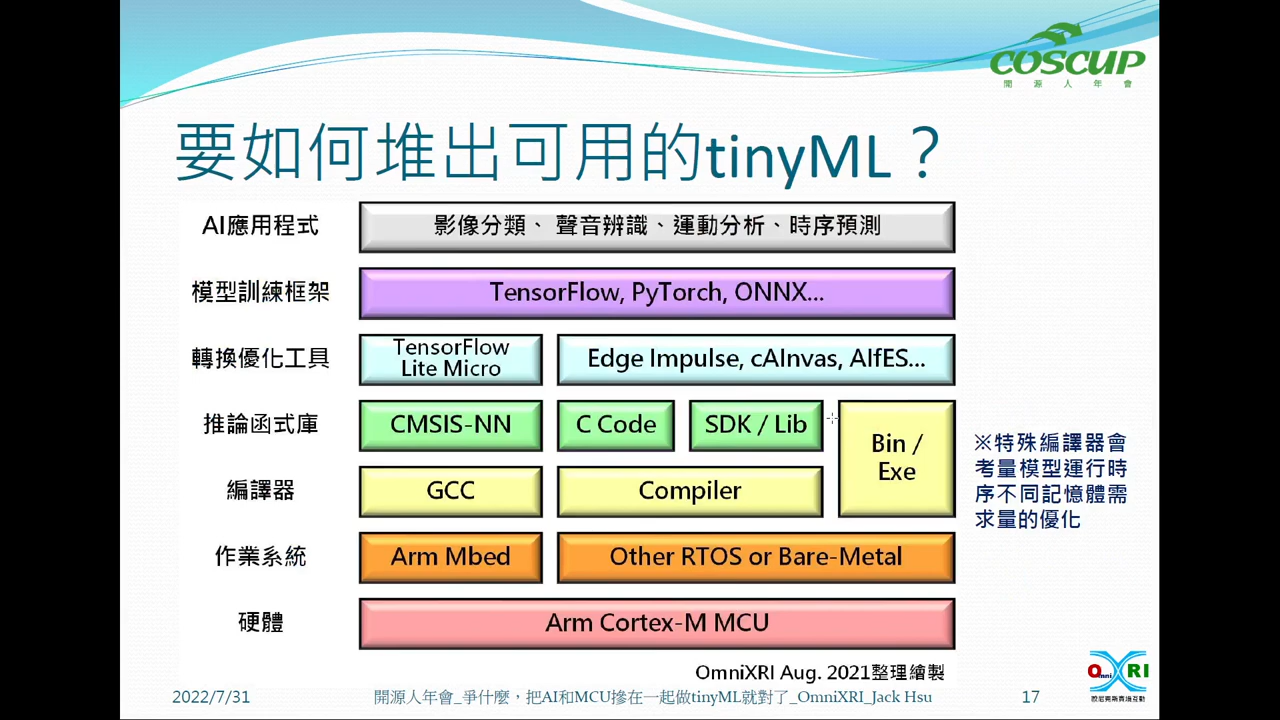 COSCUP
開源人年會
要如何堆出可用的tinyML？
AI應用程式
影像分類、聲音辨識、運動分析、時序預測
模型訓練框架
TensorFlow, PyTorch, ONNX...
轉換優化工具
TensorFlow
Lite Micro
Edge Impulse, cAInvas, AIfES...
推論函式庫
CMSIS-NN
C Code
SDK / Lib
Bin /
Exe
※特殊編譯器會
考量模型運行時
序不同記憶體需
求量的優化
編譯器
GCC
Compiler
作業系統
Arm Mbed
Other RTOS or Bare-Metal
硬體
Arm Cortex-M MCU
OmniXRI Aug. 2021整理繪製
2022/7/31
開源人年會_爭什麼，把AI和MCU摻在一起做tinyML就對了_OmniXRI_Jack Hsu
17
OmniXRI